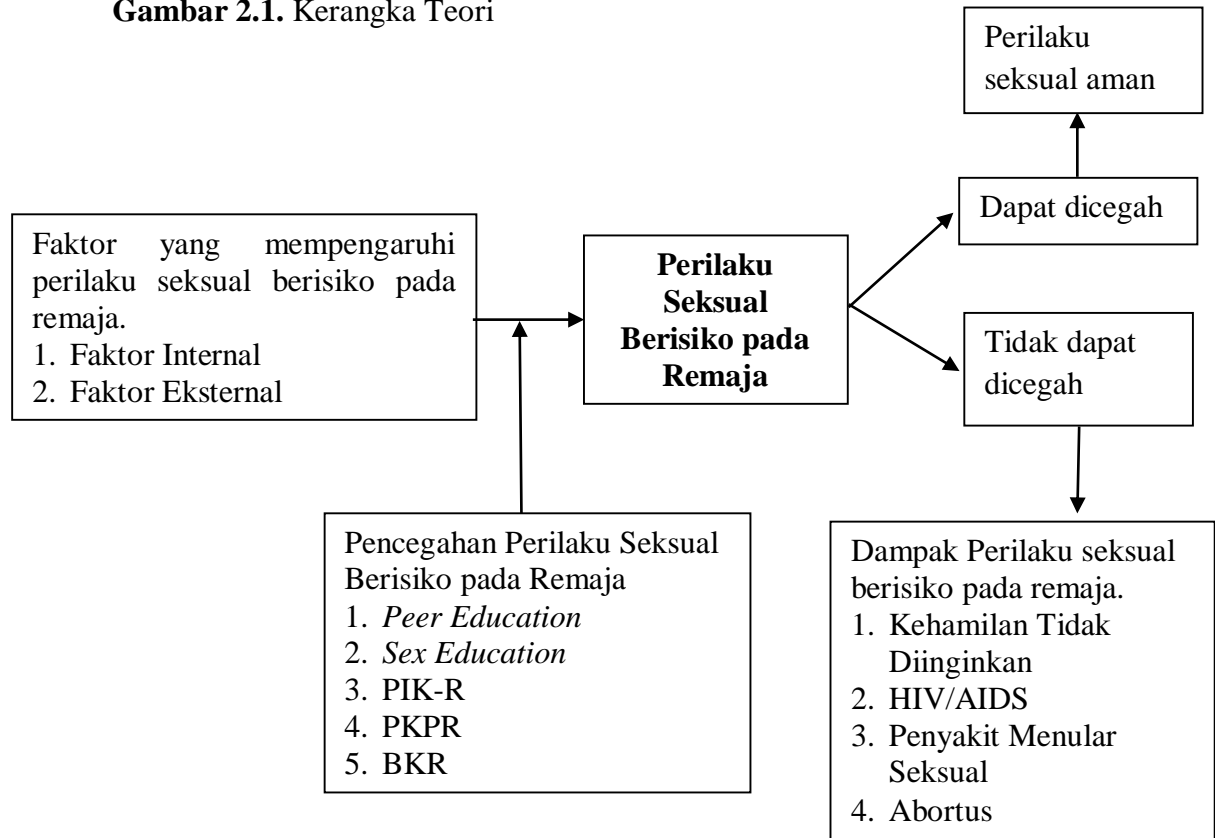 Gambar 2.1. Kerangka Teori
Perilaku
seksual aman
Dapat dicegah
Faktor yang mempengaruhi
perilaku seksual berisiko pada
remaja.
1. Faktor Internal
2. Faktor Eksternal
Perilaku
Seksual
Berisiko pada
Remaja
Tidak dapat
dicegah
Pencegahan Perilaku Seksual
Berisiko pada Remaja
1. Peer Education
2. Sex Education
3. PIK-R
4. PKPR
5. BKR
Dampak Perilaku seksual
berisiko pada remaja.
1. Kehamilan Tidak
Diinginkan
2. HIV/AIDS
3. Penyakit Menular
Seksual
4. Abortus